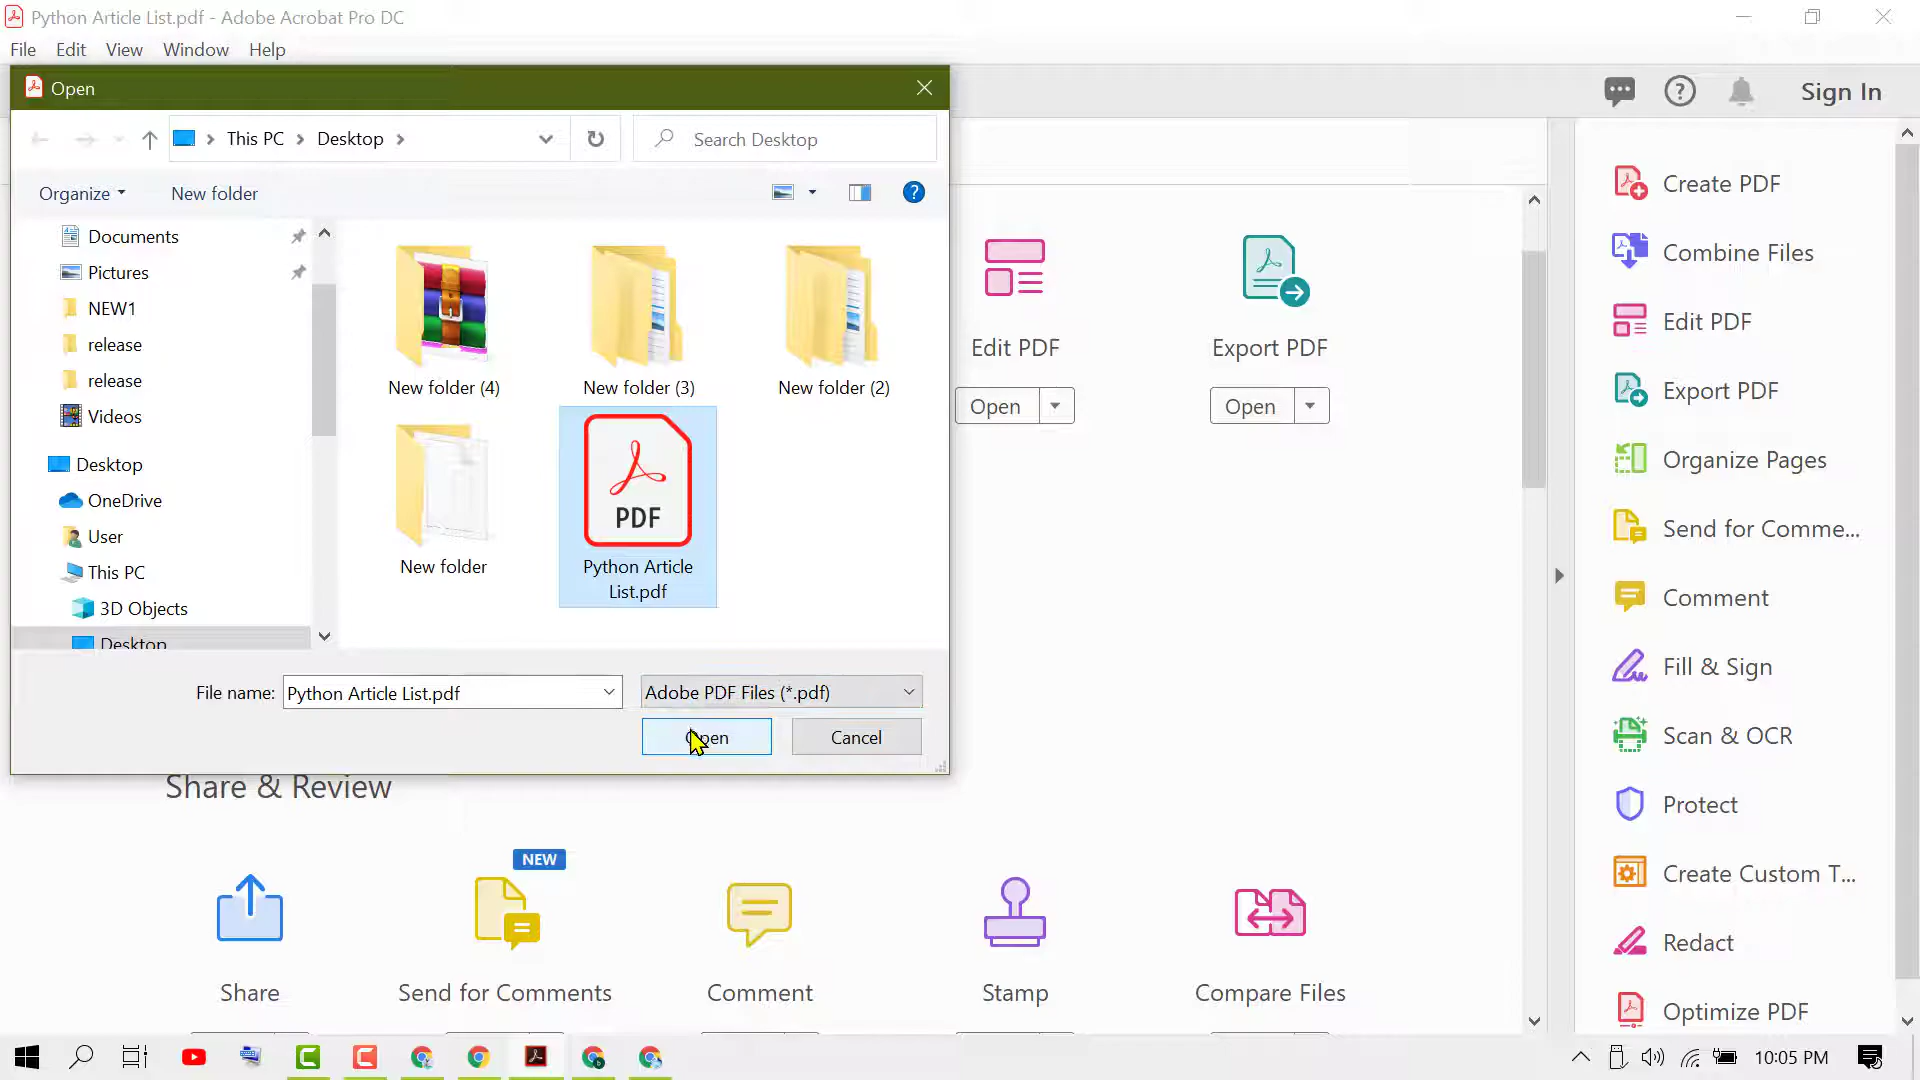 Python Article List.pdf - Adobe Acrobat Pro DC
File Edit View Window Help
Open
This PC Desktop
Search Desktop
Sign In
Organize New folder
Documents
Pictures
NEW1
release
release
Videos
Desktop
OneDrive
User
This PC
3D Objects
Desktop
New folder (4)
New folder (3)
New folder (2)
New folder
PDF
Python Article
List.pdf
File name: Python Article List.pdf
Adobe PDF Files (*.pdf)
Open
Cancel
Edit PDF
Open
Export PDF
Open
Share & Review
NEW
Share
Send for Comments
Comment
Stamp
Compare Files
Create PDF
Combine Files
Edit PDF
Export PDF
Organize Pages
Send for Comme...
Comment
Fill & Sign
Scan & OCR
Protect
Create Custom T...
Redact
Optimize PDF
10:05 PM